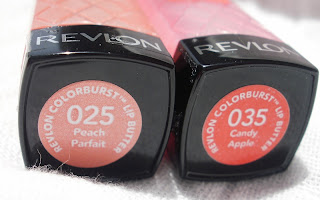 REVLON
REVLON COLORBURST™ LIP BUTTER
025
Peach
Parfait
REVLON
REVLON COLORBURST™ LIP BUTTER
035
Candy
Apple